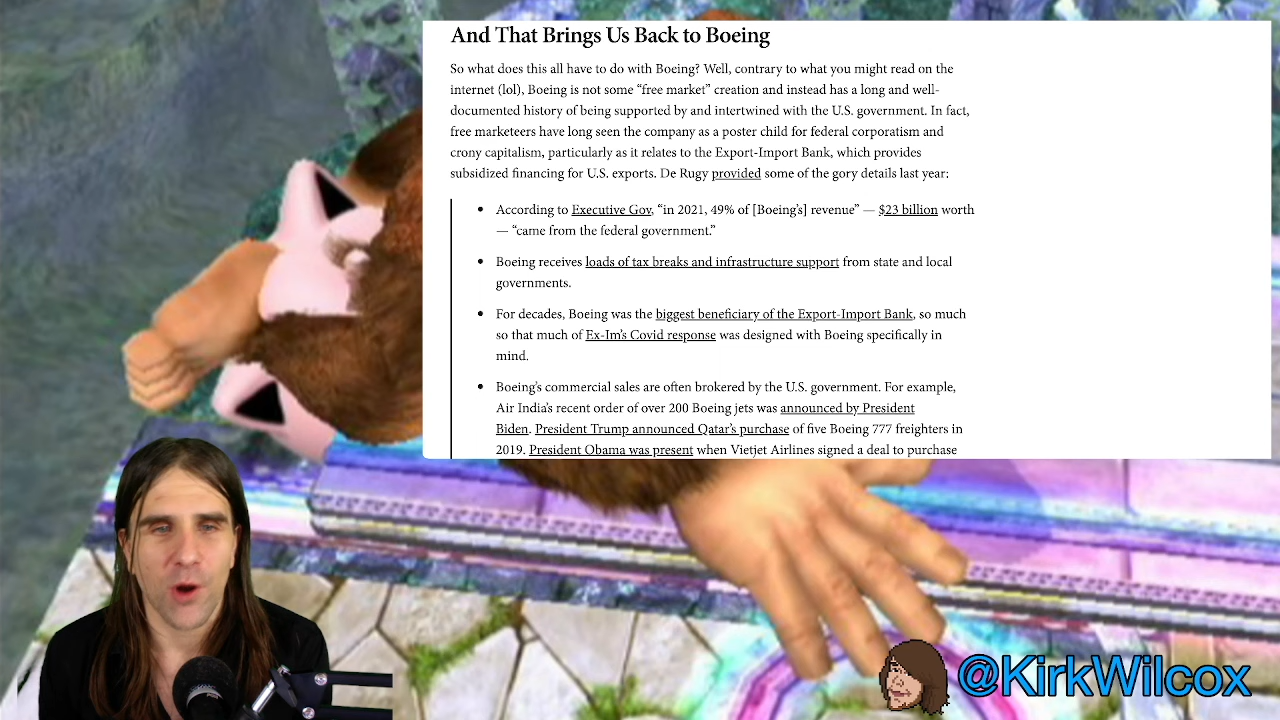 And That Brings Us Back to Boeing
So what does this all have to do with Boeing? Well, contrary to what you might read on the
internet (lol), Boeing is not some “free market” creation and instead has a long and well-
documented history of being supported by and intertwined with the U.S. government. In fact,
free marketeers have long seen the company as a poster child for federal corporatism and
crony capitalism, particularly as it relates to the Export-Import Bank, which provides
subsidized financing for U.S. exports. De Rugy provided some of the gory details last year:
• According to Executive Gov, “in 2021, 49% of [Boeing’s] revenue” — $23 billion worth
— “came from the federal government.”
• Boeing receives loads of tax breaks and infrastructure support from state and local
governments.
• For decades, Boeing was the biggest beneficiary of the Export-Import Bank, so much
so that much of Ex-Im’s Covid response was designed with Boeing specifically in
mind.
• Boeing’s commercial sales are often brokered by the U.S. government. For example,
Air India’s recent order of over 200 Boeing jets was announced by President
Biden. President Trump announced Qatar’s purchase of five Boeing 777 freighters in
2019. President Obama was present when Vietjet Airlines signed a deal to purchase
@KirkWilcox